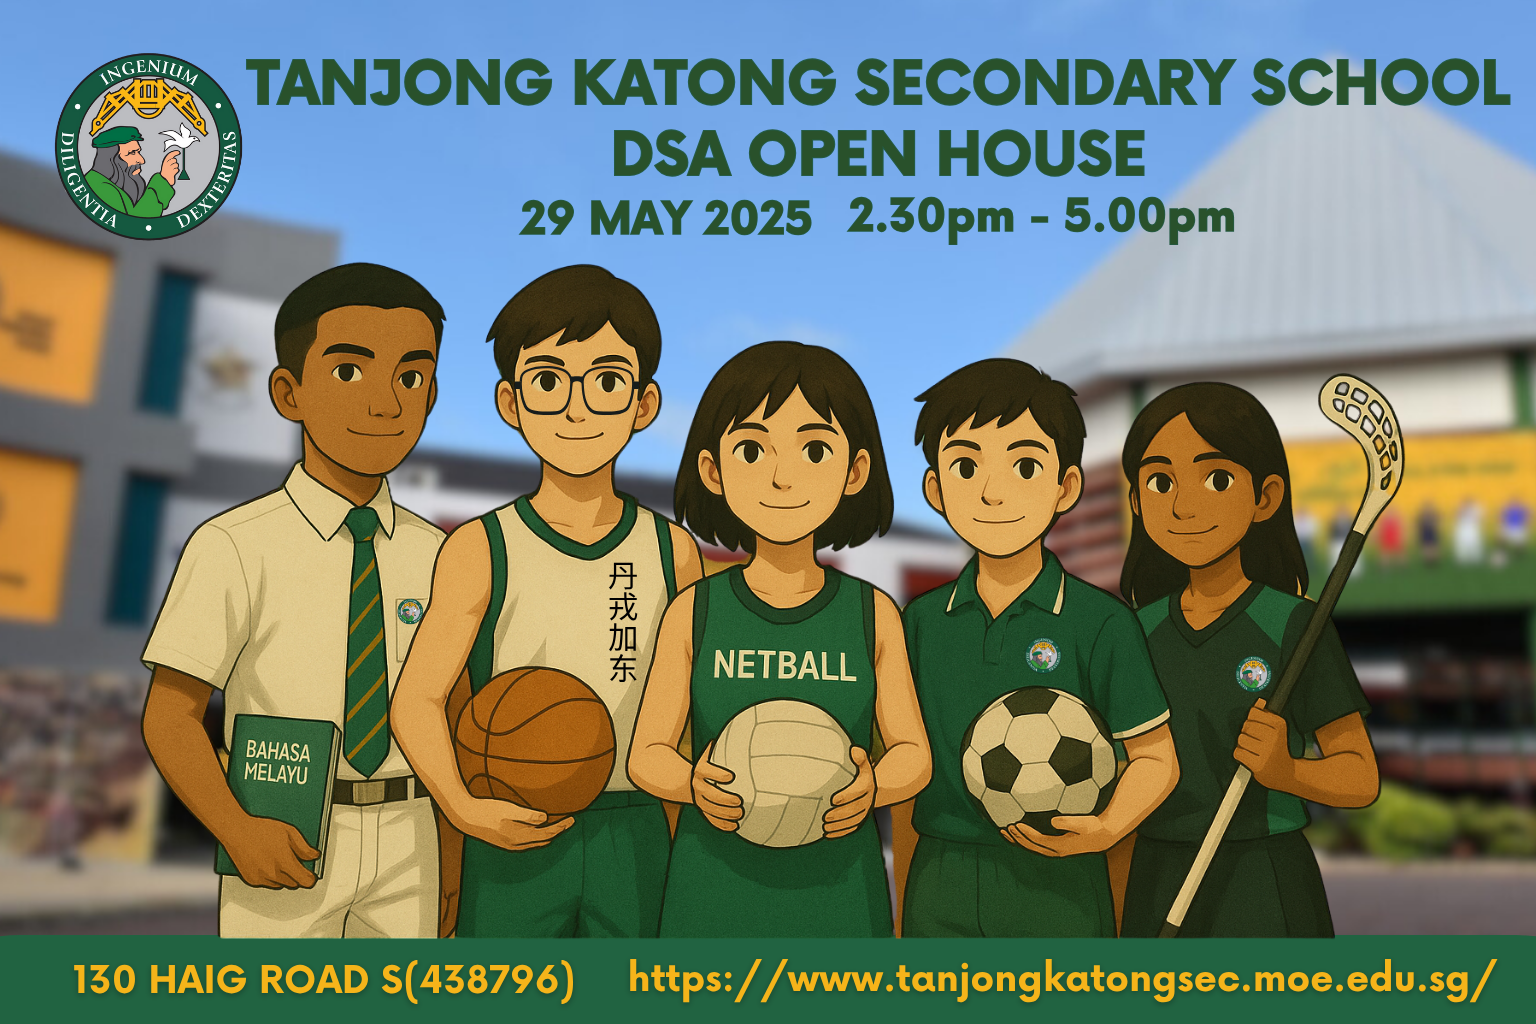 TANJONG KATONG SECONDARY SCHOOL
DSA OPEN HOUSE
29 MAY 2025 2.30pm - 5.00pm
INGENIUM
DILIGENTIA
DEXTERITAS
丹戎加东
NETBALL
BAHASA
MELAYU
130 HAIG ROAD S(438796)
https://www.tanjongkatongsec.moe.edu.sg/